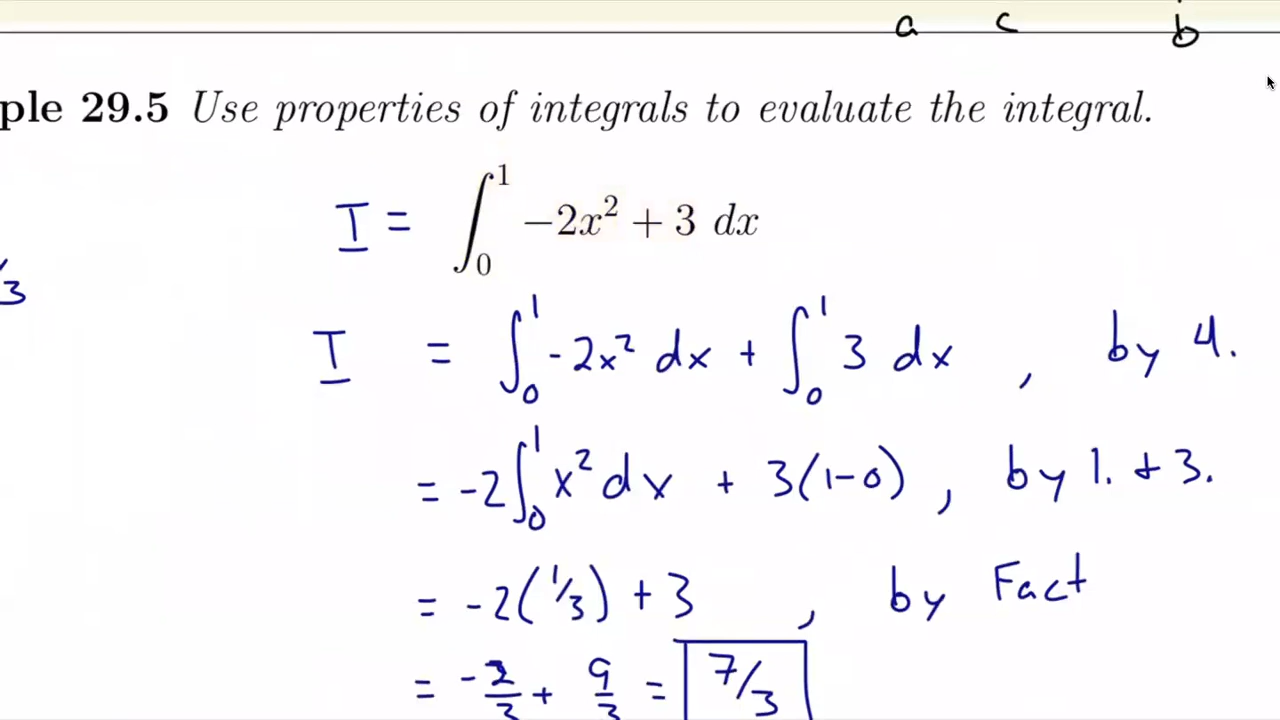 a c b
ple 29.5 Use properties of integrals to evaluate the integral.
I = ∫₀¹ −2x² + 3 dx
/3
I = ∫₀¹ -2x² dx + ∫₀¹ 3 dx , by 4.
= -2∫₀¹ x² dx + 3(1-0) , by 1. + 3.
= -2(1/3) + 3 , by Fact
= -2/3 + 9/3 = 7/3